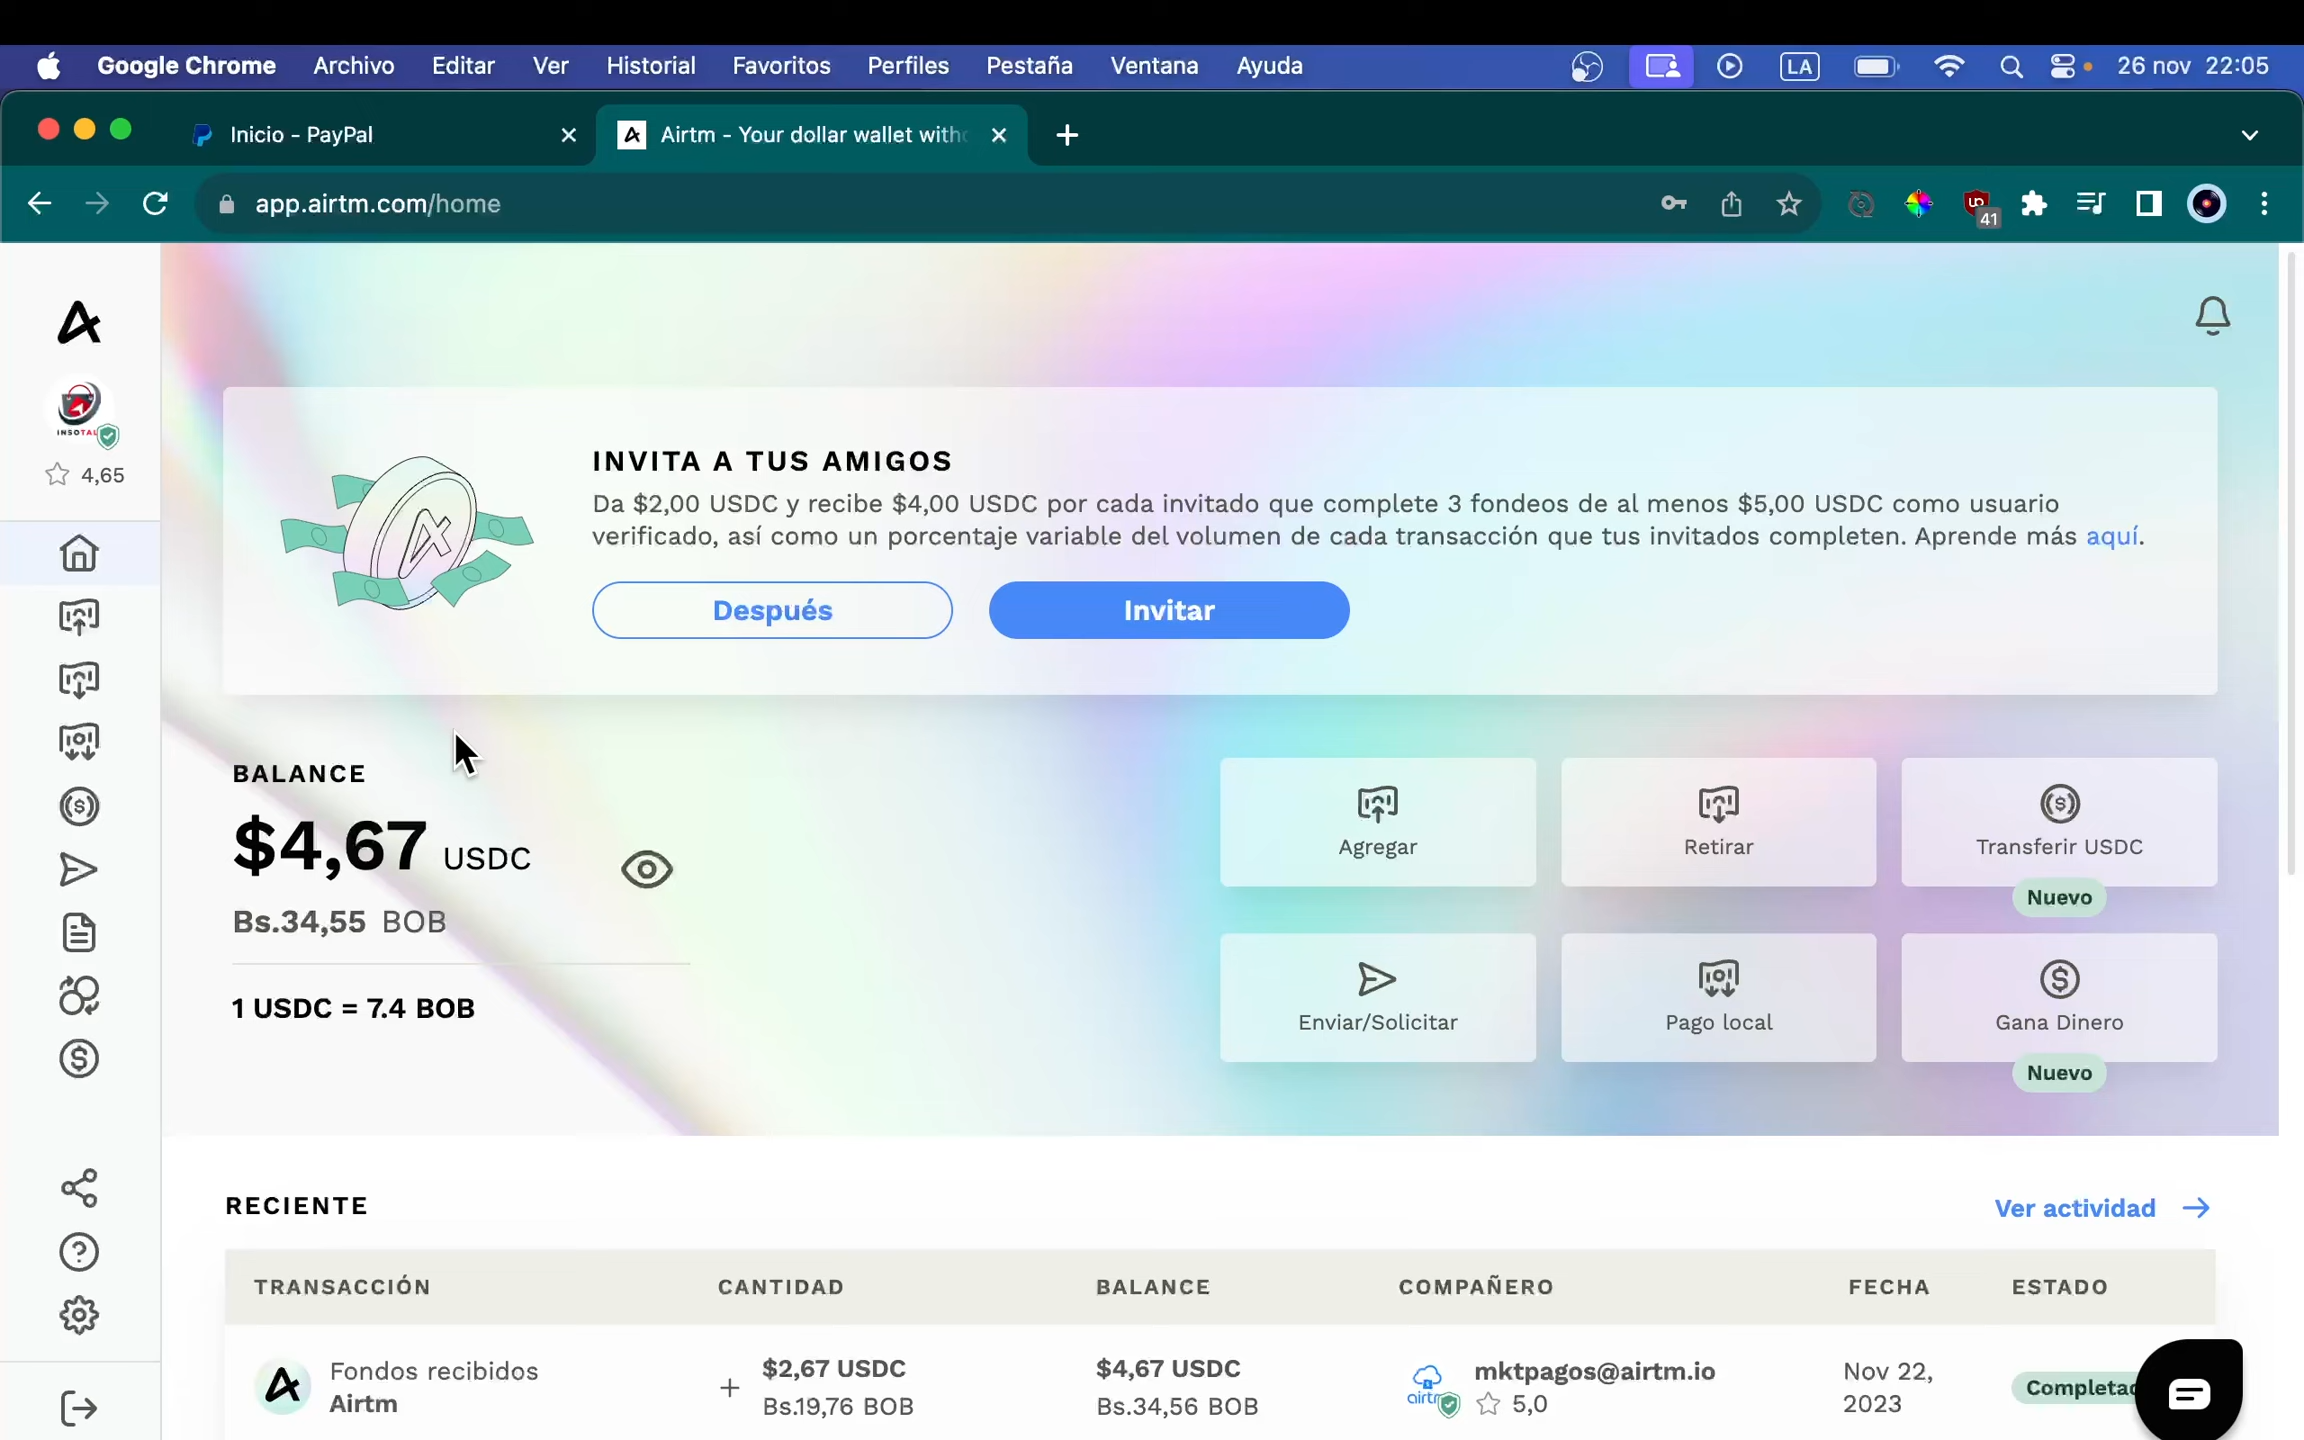 Google Chrome Archivo Editar Ver Historial Favoritos Perfiles Pestaña Ventana Ayuda LA 26 nov 22:05
Inicio - PayPal Airtm - Your dollar wallet with
app.airtm.com/home 41
4,65
INVITA A TUS AMIGOS
Da $2,00 USDC y recibe $4,00 USDC por cada invitado que complete 3 fondeos de al menos $5,00 USDC como usuario
verificado, así como un porcentaje variable del volumen de cada transacción que tus invitados completen. Aprende más aquí.
Después Invitar
BALANCE
$4,67 USDC
Bs.34,55 BOB
1 USDC = 7.4 BOB
Agregar Retirar Transferir USDC
Nuevo
Enviar/Solicitar Pago local Gana Dinero
Nuevo
RECIENTE Ver actividad
TRANSACCIÓN CANTIDAD BALANCE COMPAÑERO FECHA ESTADO
Fondos recibidos + $2,67 USDC $4,67 USDC mktpagos@airtm.io Nov 22, Completad
Airtm Bs.19,76 BOB Bs.34,56 BOB 5,0 2023